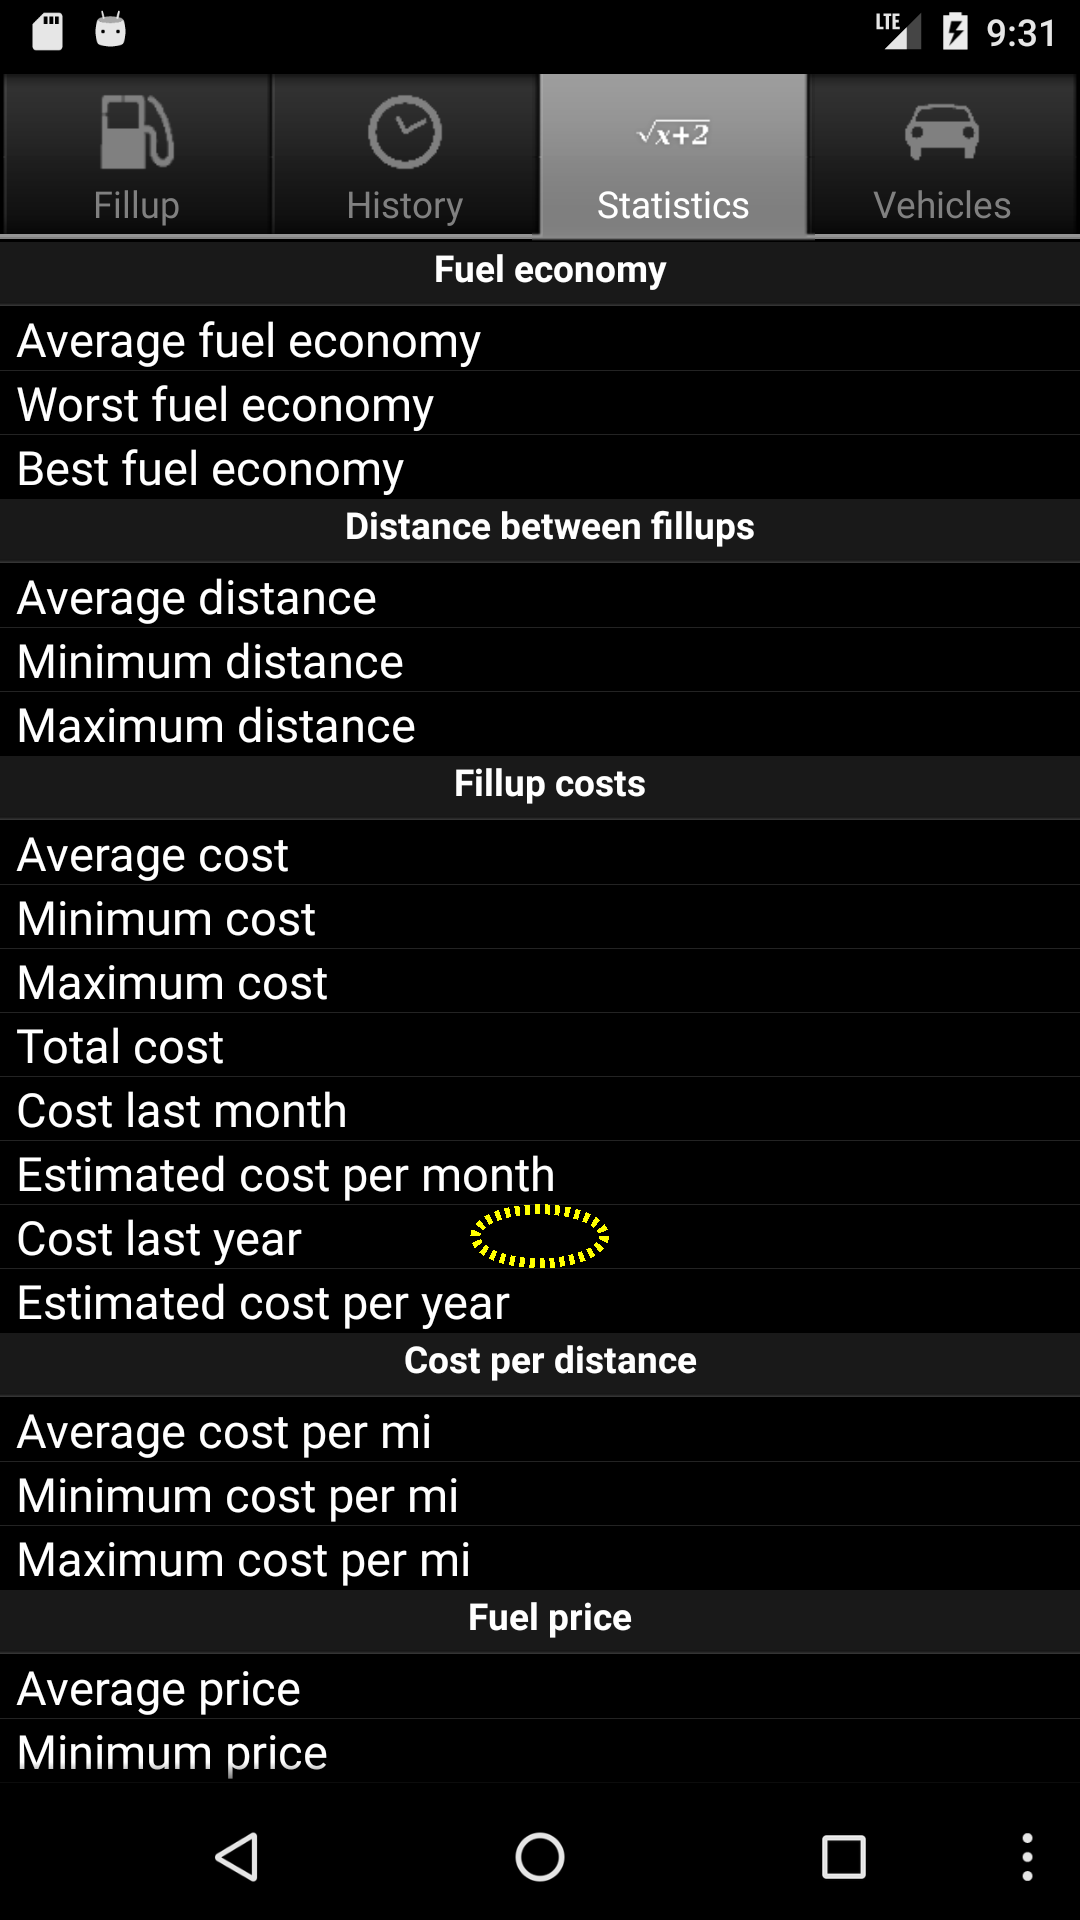 LTE 9:31
√x+2
Fillup History Statistics Vehicles
Fuel economy
Average fuel economy
Worst fuel economy
Best fuel economy
Distance between fillups
Average distance
Minimum distance
Maximum distance
Fillup costs
Average cost
Minimum cost
Maximum cost
Total cost
Cost last month
Estimated cost per month
Cost last year
Estimated cost per year
Cost per distance
Average cost per mi
Minimum cost per mi
Maximum cost per mi
Fuel price
Average price
Minimum price